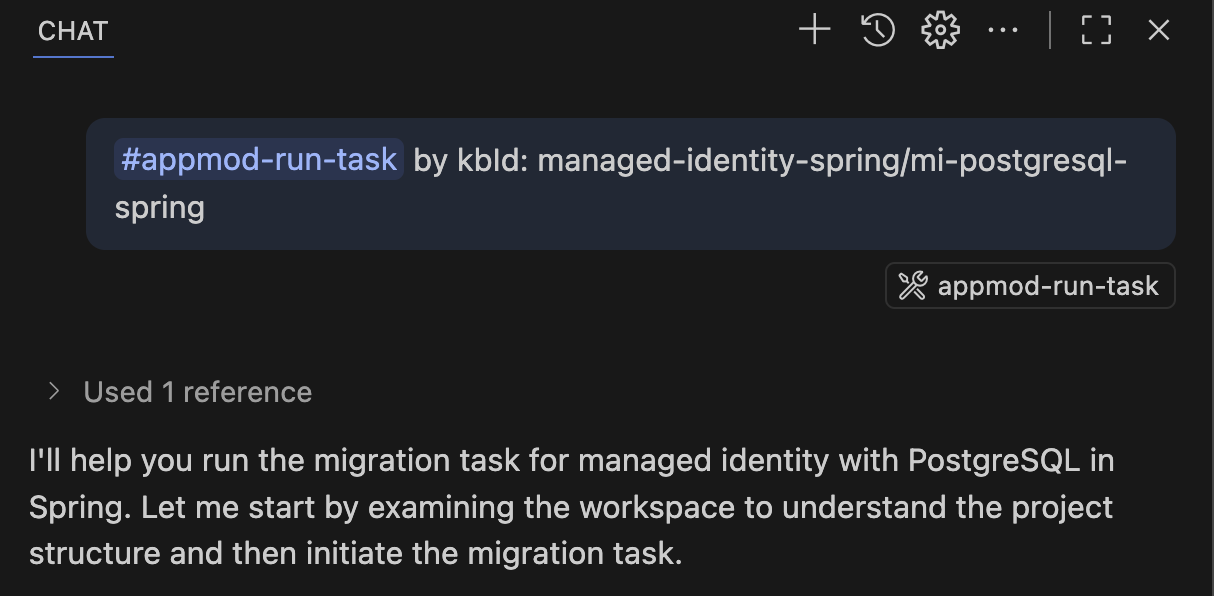 CHAT
#appmod-run-task by kbId: managed-identity-spring/mi-postgresql-
spring
appmod-run-task
Used 1 reference
I'll help you run the migration task for managed identity with PostgreSQL in
Spring. Let me start by examining the workspace to understand the project
structure and then initiate the migration task.